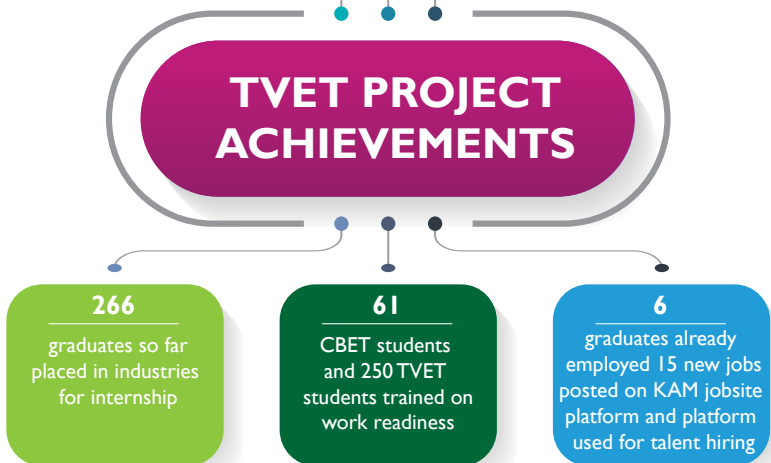 TVET PROJECT
ACHIEVEMENTS
266
graduates so far
placed in industries
for internship
61
CBET students
and 250 TVET
students trained on
work readiness
6
graduates already
employed 15 new jobs
posted on KAM jobsite
platform and platform
used for talent hiring